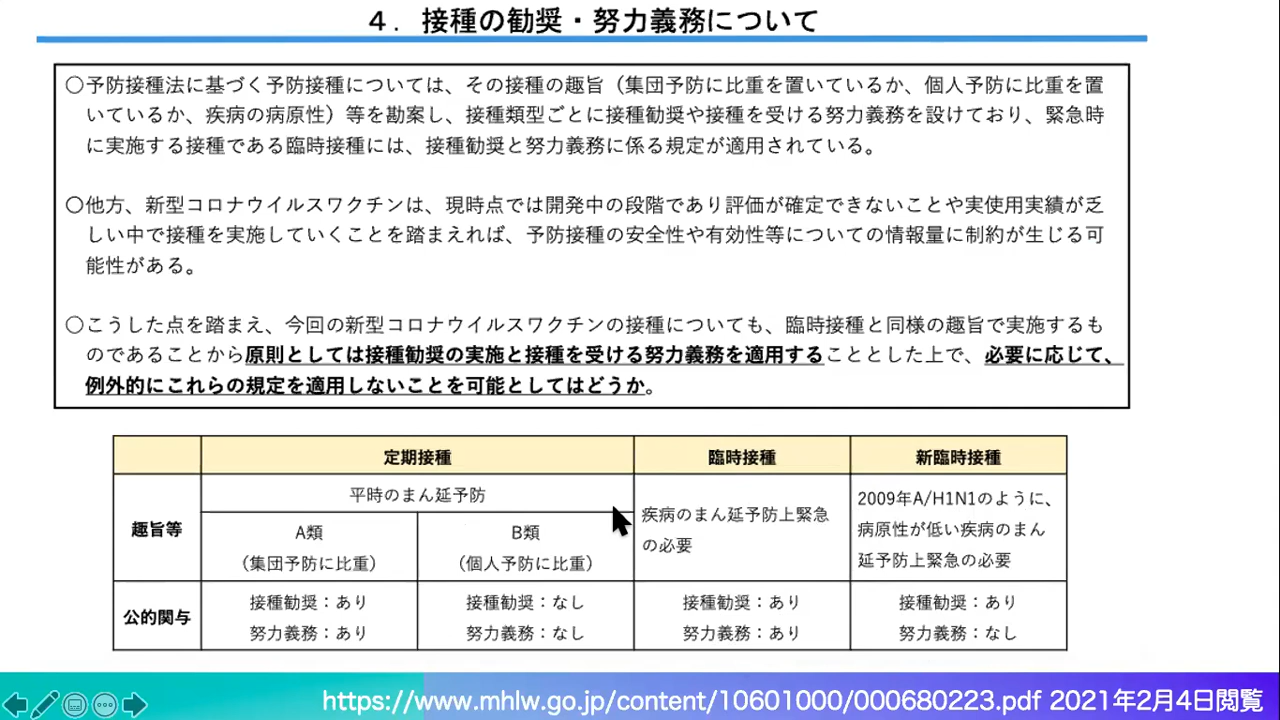 ４．接種の勧奨・努力義務について
○予防接種法に基づく予防接種については、その接種の趣旨（集団予防に比重を置いているか、個人予防に比重を置
いているか、疾病の病原性）等を勘案し、接種類型ごとに接種勧奨や接種を受ける努力義務を設けており、緊急時
に実施する接種である臨時接種には、接種勧奨と努力義務に係る規定が適用されている。
○他方、新型コロナウイルスワクチンは、現時点では開発中の段階であり評価が確定できないことや実使用実績が乏
しい中で接種を実施していくことを踏まえれば、予防接種の安全性や有効性等についての情報量に制約が生じる可
能性がある。
○こうした点を踏まえ、今回の新型コロナウイルスワクチンの接種についても、臨時接種と同様の趣旨で実施するも
のであることから原則としては接種勧奨の実施と接種を受ける努力義務を適用することとした上で、必要に応じて、
例外的にこれらの規定を適用しないことを可能としてはどうか。
定期接種 臨時接種 新臨時接種
趣旨等
平時のまん延予防
A類
（集団予防に比重）
B類
（個人予防に比重）
疾病のまん延予防上緊急
の必要
2009年A/H1N1のように、
病原性が低い疾病のまん
延予防上緊急の必要
公的関与
接種勧奨：あり
努力義務：あり
接種勧奨：なし
努力義務：なし
接種勧奨：あり
努力義務：あり
接種勧奨：あり
努力義務：なし
https://www.mhlw.go.jp/content/10601000/000680223.pdf 2021年2月4日閲覧